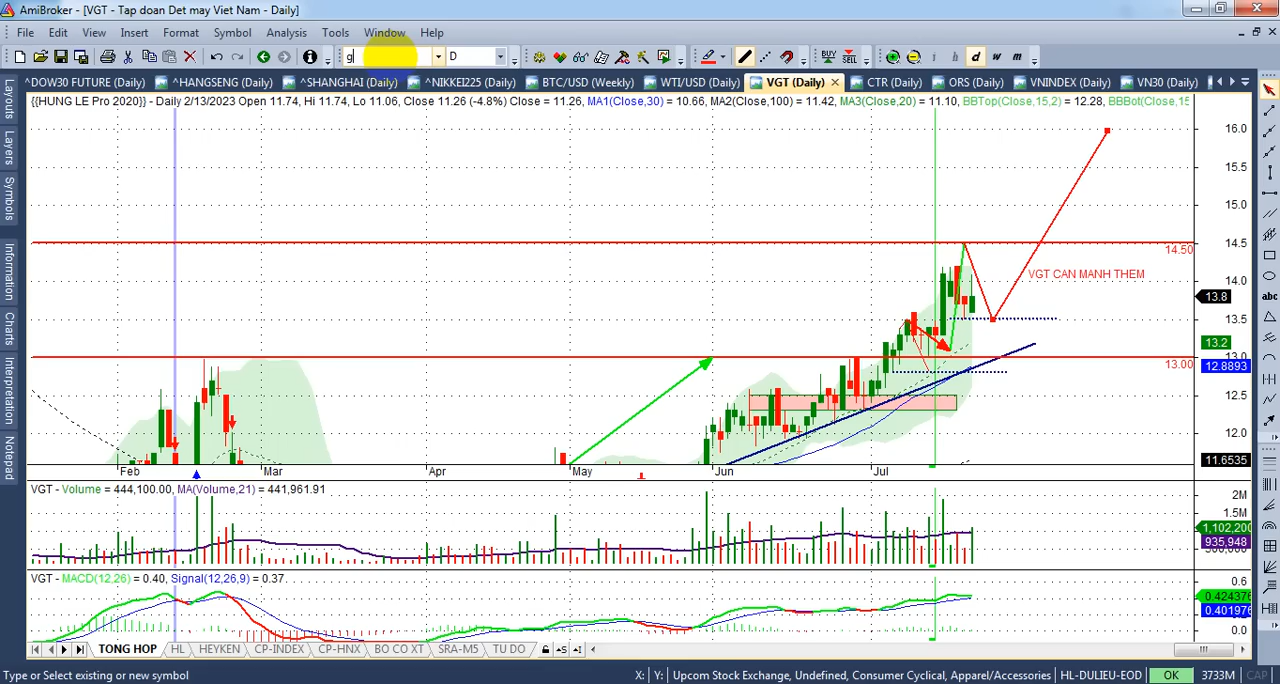 AmiBroker - [VGT - Tap doan Det may Viet Nam - Daily]
File Edit View Insert Format Symbol Analysis Tools Window Help
g D BUY SELL i h d w m
^DOW30 FUTURE (Daily) ^HANGSENG (Daily) ^SHANGHAI (Daily) ^NIKKEI225 (Daily) BTC/USD (Weekly) WTI/USD (Daily) VGT (Daily) CTR (Daily) ORS (Daily) VNINDEX (Daily) VN30 (Daily)
{{HUNG LE Pro 2020}} - Daily 2/13/2023 Open 11.74, Hi 11.74, Lo 11.06, Close 11.26 (-4.8%) Close = 11.26, MA1(Close,30) = 10.66, MA2(Close,100) = 11.42, MA3(Close,20) = 11.10, BBTop(Close,15,2) = 12.28, BBBot(Close,15
Layouts
Layers
Symbols
Information
Charts
Interpretation
Notepad
abc
16.0
15.5
15.0
14.5
14.50
VGT CAN MANH THEM
14.0
13.8
13.5
13.2
13.0
13.00
12.8893
12.5
12.0
11.6535
Feb Mar Apr May Jun Jul
VGT - Volume = 444,100.00, MA(Volume,21) = 441,961.91
2M
1,102,200
935,948
VGT - MACD(12,26) = 0.40, Signal(12,26,9) = 0.37
0.6
0.424376
0.401976
0.0
TONG HOP HL HEYKEN CP-INDEX CP-HNX BO CO XT SRA-M5 TU DO
Type or Select existing or new symbol X: Y: Upcom Stock Exchange, Undefined, Consumer Cyclical, Apparel/Accessories HL-DULIEU-EOD OK 3733M CAP